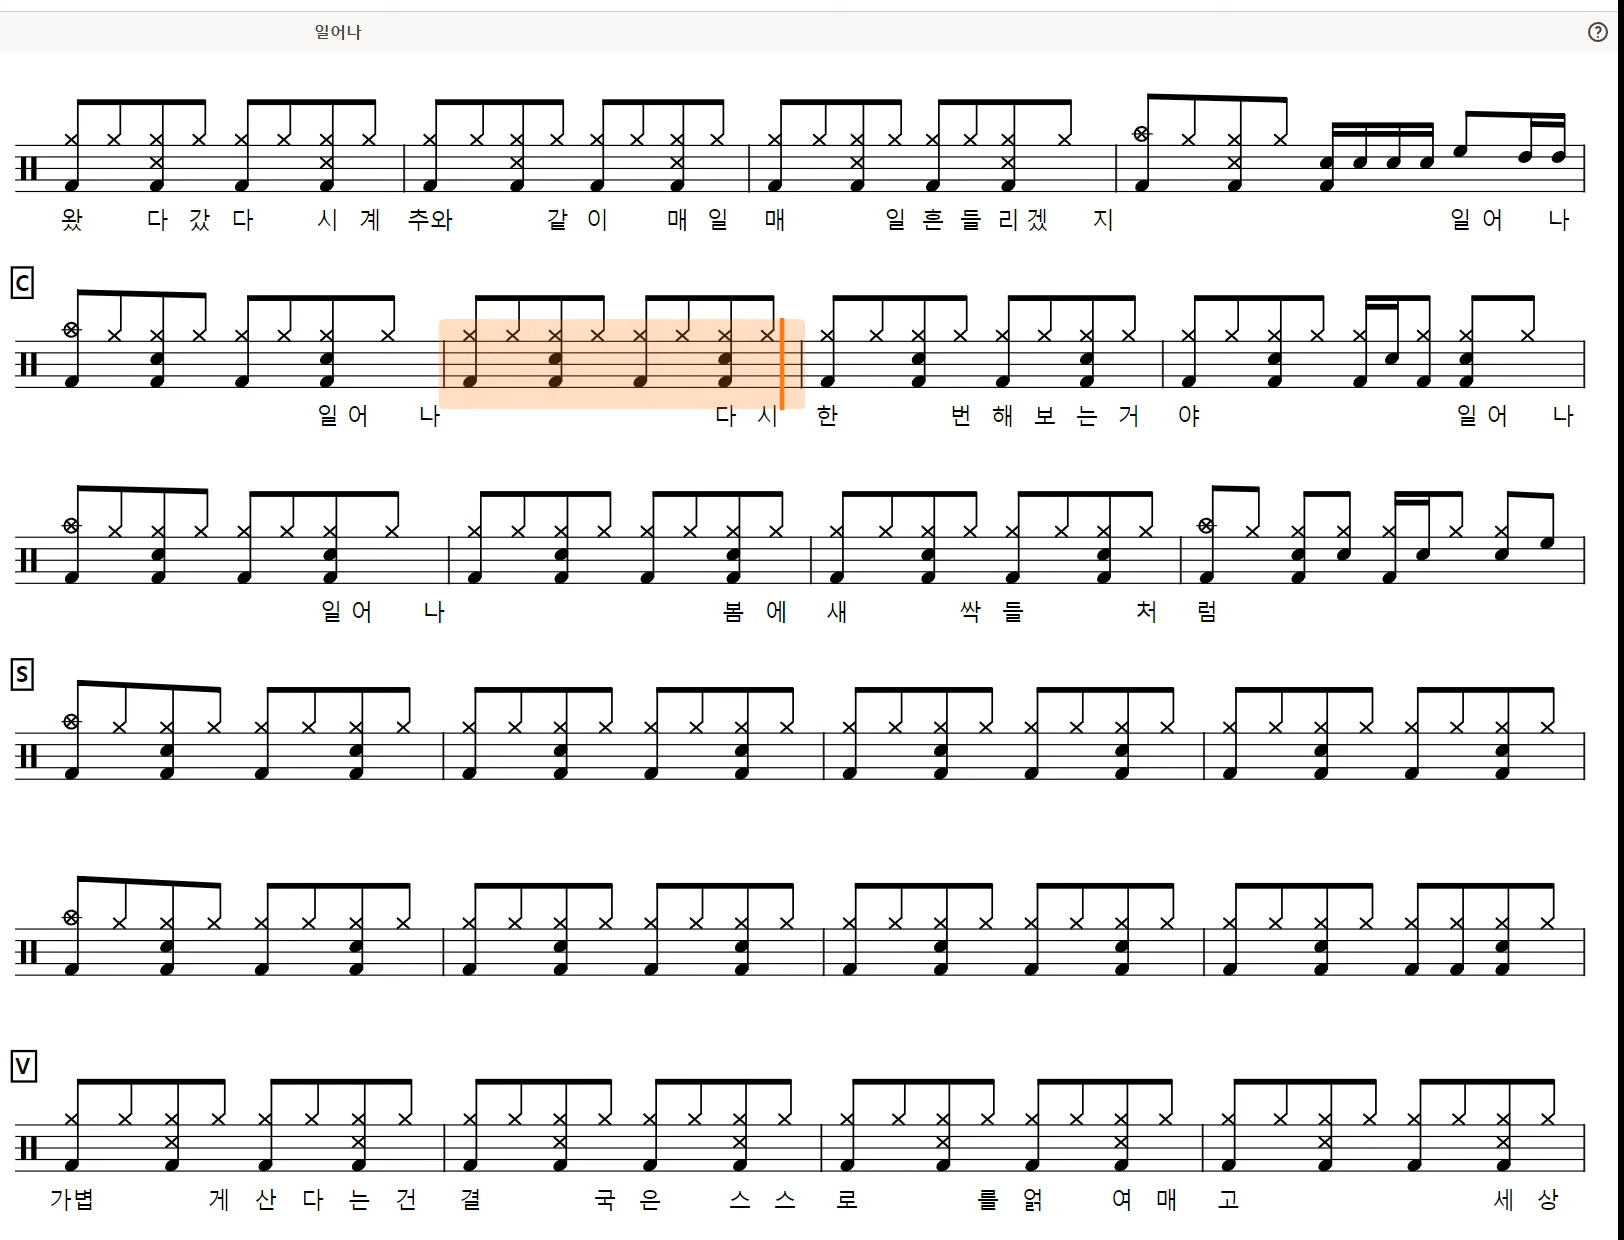 일어나
왔 다 갔 다 시 계 추와 같 이 매 일 매 일 흔 들 리 겠 지 일 어 나
C
일 어 나 다 시 한 번 해 보 는 거 야 일 어 나
일 어 나 봄 에 새 싹 들 처 럼
S
V
가볍 게 산 다 는 건 결 국 은 스 스 로 를 얽 여 매 고 세 상